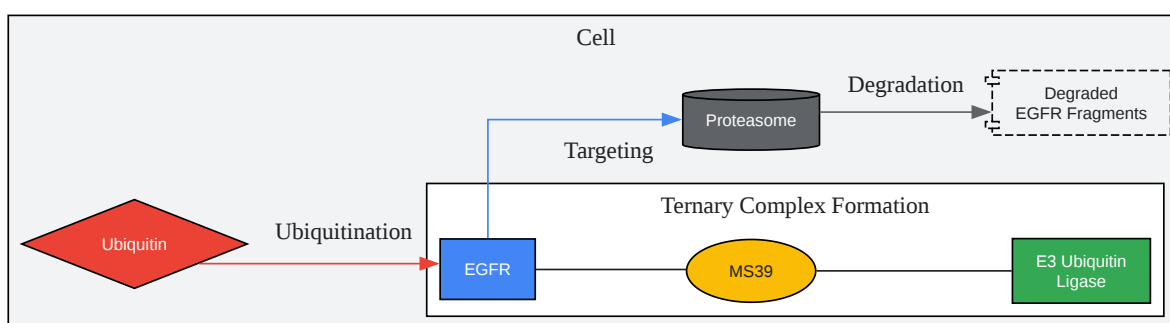 Cell
Degradation
Degraded
EGFR Fragments
Proteasome
Targeting
Ternary Complex Formation
Ubiquitination
Ubiquitin
EGFR
MS39
E3 Ubiquitin
Ligase